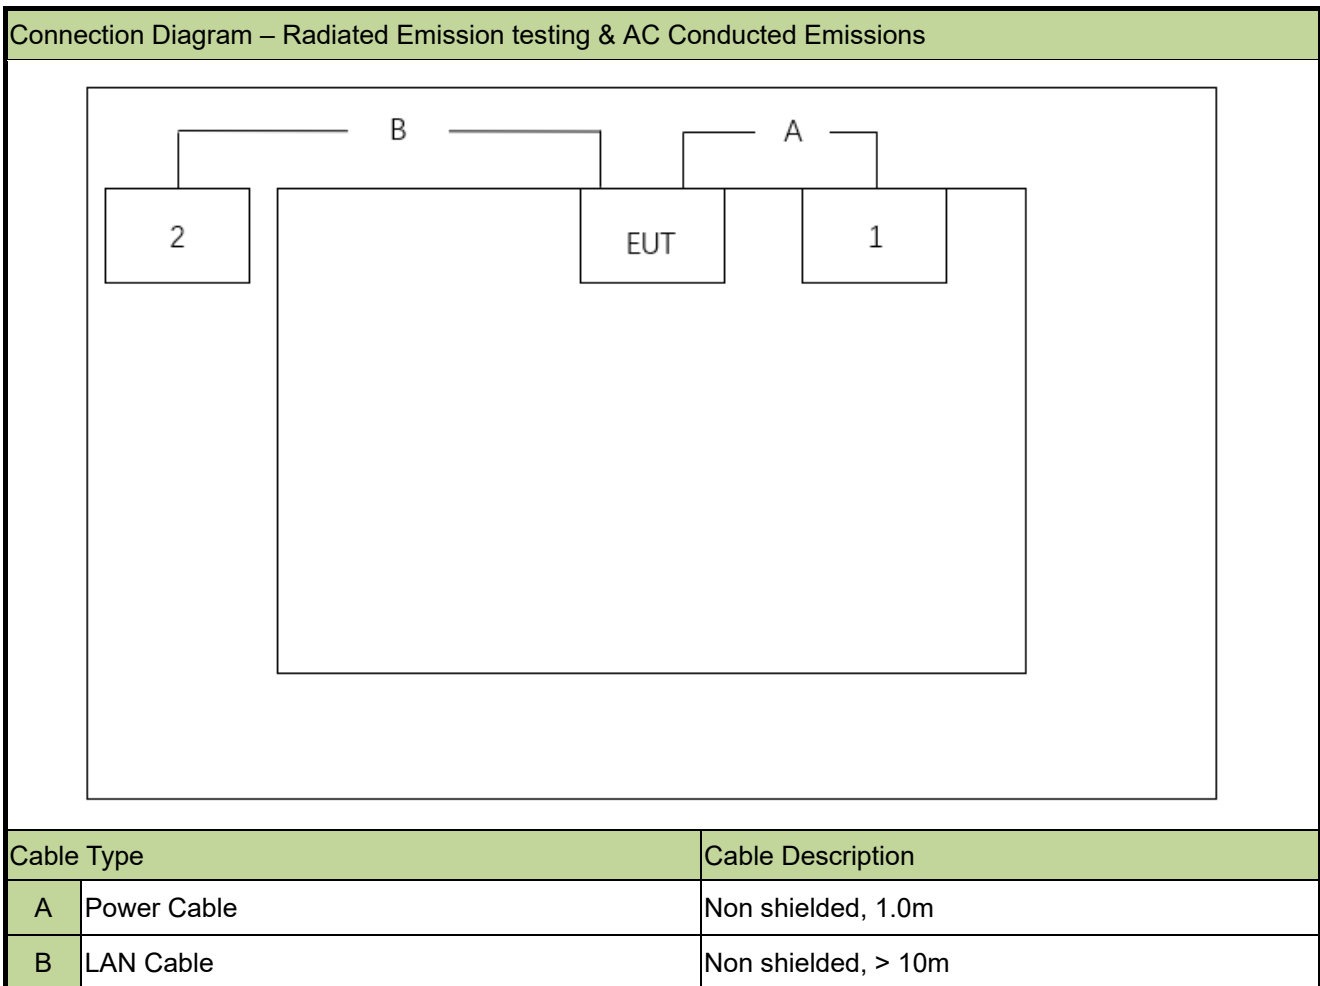 Connection Diagram – Radiated Emission testing & AC Conducted Emissions
B
A
2
EUT
1
Cable Type
Cable Description
A
Power Cable
Non shielded, 1.0m
B
LAN Cable
Non shielded, > 10m